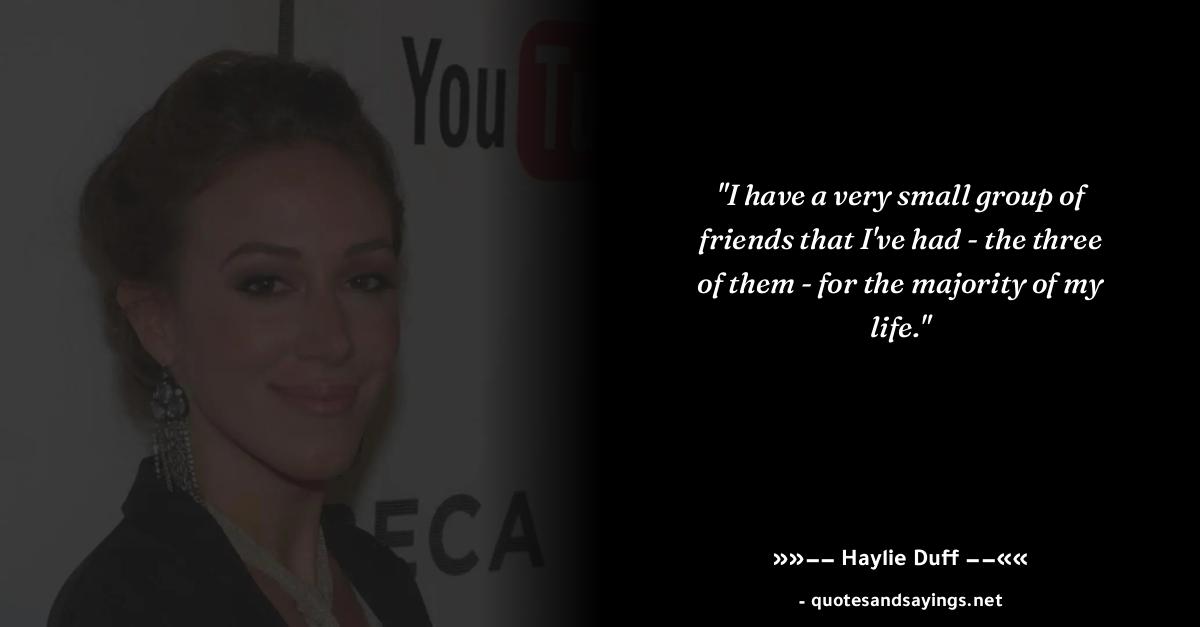 You Tu
ECA
"I have a very small group of
friends that I've had - the three
of them - for the majority of my
life."
»»−− Haylie Duff −−««
- quotesandsayings.net